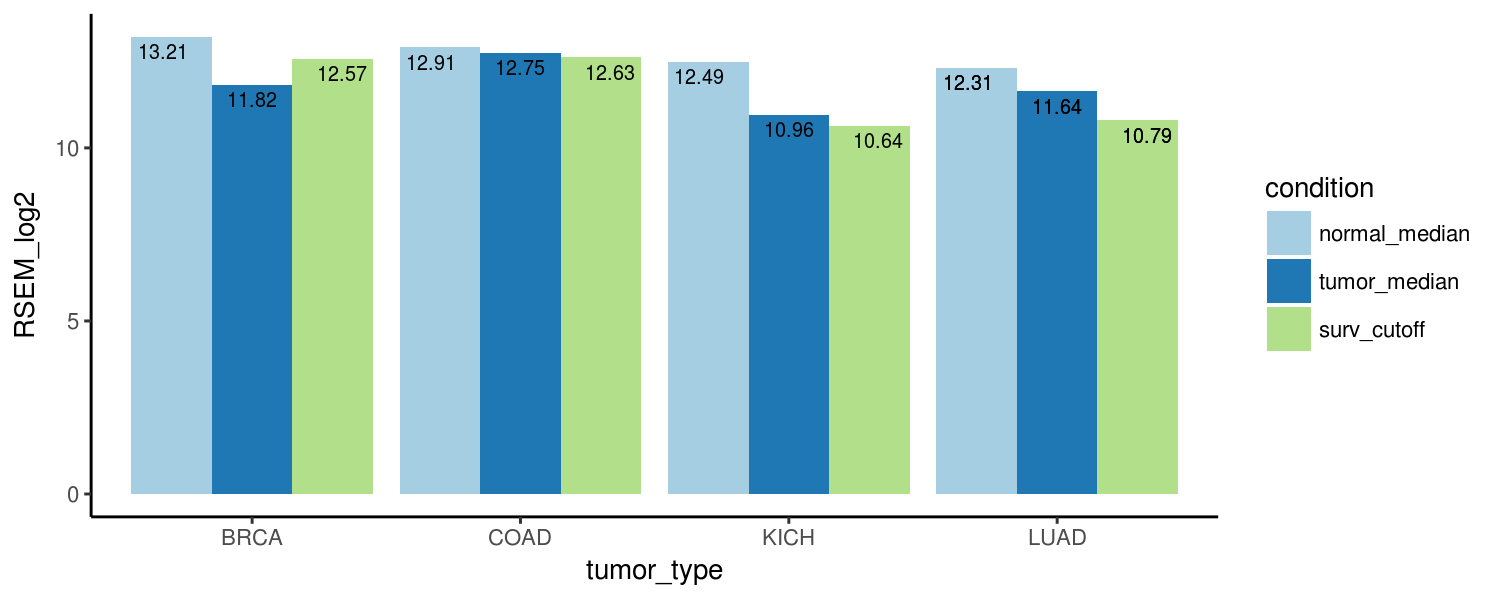 RSEM_log2
10
5
0
13.21
11.82
12.57
12.91
12.75
12.63
12.49
10.96
10.64
12.31
11.64
10.79
BRCA
COAD
KICH
LUAD
tumor_type
condition
normal_median
tumor_median
surv_cutoff